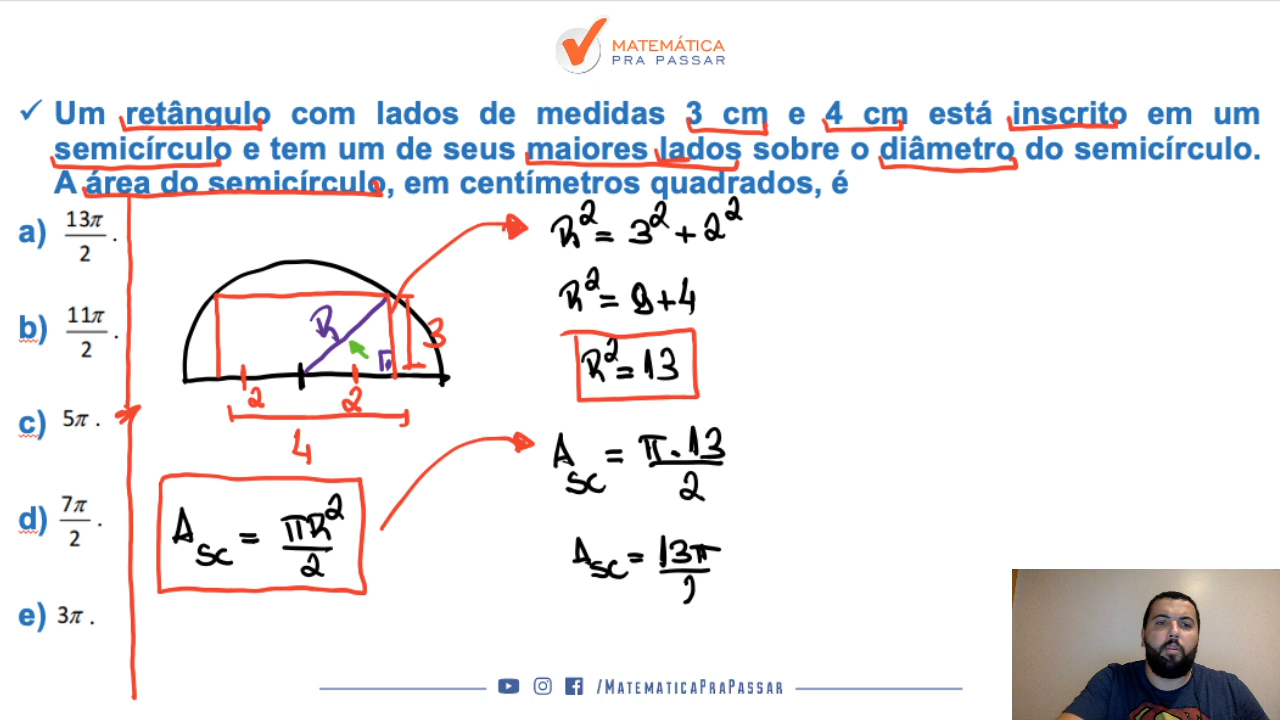 MATEMÁTICA
PRA PASSAR
✓ Um retângulo com lados de medidas 3 cm e 4 cm está inscrito em um
semicírculo e tem um de seus maiores lados sobre o diâmetro do semicírculo.
A área do semicírculo, em centímetros quadrados, é
a) 13π/2 .
b) 11π/2 .
c) 5π .
d) 7π/2 .
e) 3π .
R
3
2 2
4
A_SC = πR²/2
R² = 3² + 2²
R² = 9 + 4
R² = 13
A_SC = π.13/2
A_SC = 13π/2
/MATEMATICAPRAPASSAR